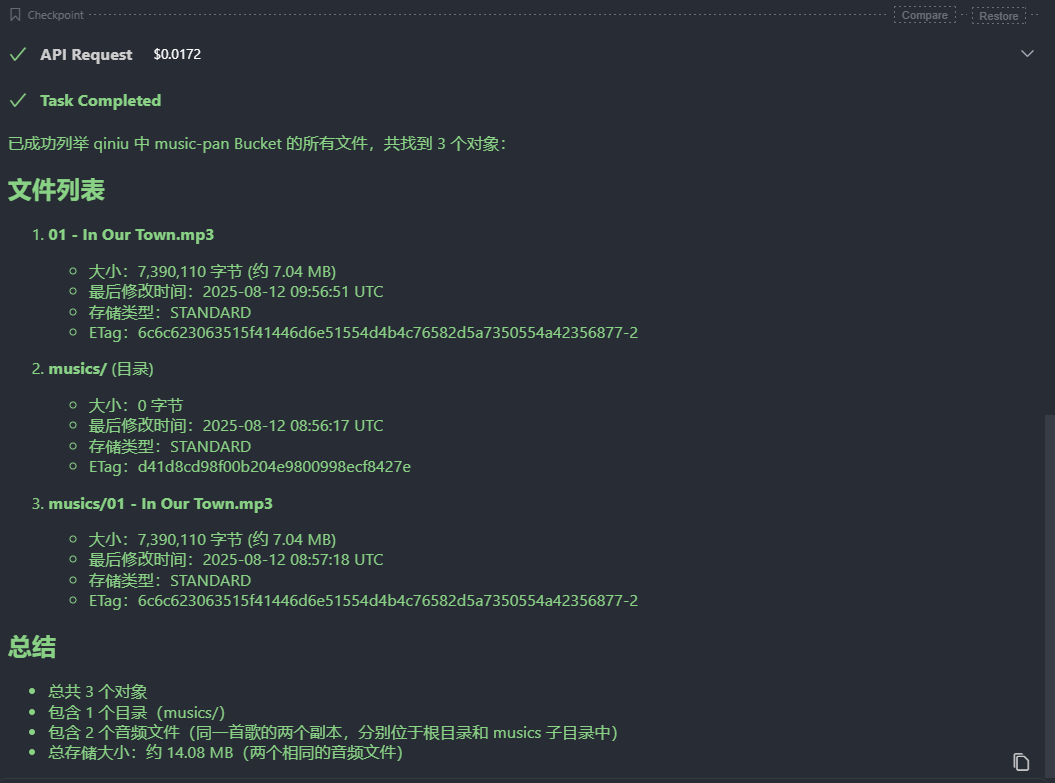 Checkpoint Compare Restore
API Request $0.0172
Task Completed
已成功列举 qiniu 中 music-pan Bucket 的所有文件，共找到 3 个对象：
文件列表
1. 01 - In Our Town.mp3
大小：7,390,110 字节 (约 7.04 MB)
最后修改时间：2025-08-12 09:56:51 UTC
存储类型：STANDARD
ETag：6c6c623063515f41446d6e51554d4b4c76582d5a7350554a42356877-2
2. musics/ (目录)
大小：0 字节
最后修改时间：2025-08-12 08:56:17 UTC
存储类型：STANDARD
ETag：d41d8cd98f00b204e9800998ecf8427e
3. musics/01 - In Our Town.mp3
大小：7,390,110 字节 (约 7.04 MB)
最后修改时间：2025-08-12 08:57:18 UTC
存储类型：STANDARD
ETag：6c6c623063515f41446d6e51554d4b4c76582d5a7350554a42356877-2
总结
总共 3 个对象
包含 1 个目录（musics/）
包含 2 个音频文件（同一首歌的两个副本，分别位于根目录和 musics 子目录中）
总存储大小：约 14.08 MB（两个相同的音频文件）